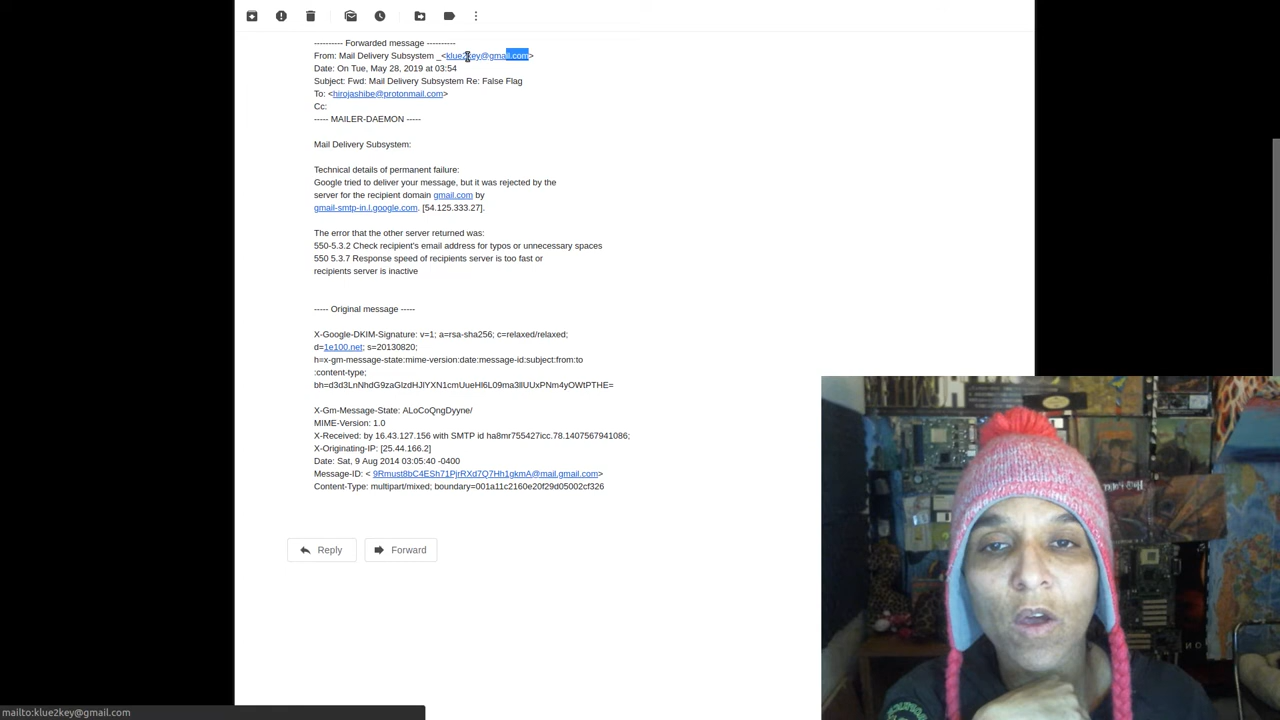 ---------- Forwarded message ----------
From: Mail Delivery Subsystem _<klue2key@gmail.com>
Date: On Tue, May 28, 2019 at 03:54
Subject: Fwd: Mail Delivery Subsystem Re: False Flag
To: <hirojashibe@protonmail.com>
Cc:
----- MAILER-DAEMON -----
Mail Delivery Subsystem:
Technical details of permanent failure:
Google tried to deliver your message, but it was rejected by the
server for the recipient domain gmail.com by
gmail-smtp-in.l.google.com. [54.125.333.27].
The error that the other server returned was:
550-5.3.2 Check recipient's email address for typos or unnecessary spaces
550 5.3.7 Response speed of recipients server is too fast or
recipients server is inactive
----- Original message -----
X-Google-DKIM-Signature: v=1; a=rsa-sha256; c=relaxed/relaxed;
d=1e100.net; s=20130820;
h=x-gm-message-state:mime-version:date:message-id:subject:from:to
:content-type;
X-Gm-Message-State: ALoCoQngDyyne/
MIME-Version: 1.0
X-Received: by 16.43.127.156 with SMTP id ha8mr755427icc.78.1407567941086;
X-Originating-IP: [25.44.166.2]
Date: Sat, 9 Aug 2014 03:05:40 -0400
Message-ID: < 9Rmust8bC4ESh71PjrRXd7Q7Hh1gkmA@mail.gmail.com>
Content-Type: multipart/mixed; boundary=001a11c2160e20f29d05002cf326
Reply
Forward
mailto:klue2key@gmail.com